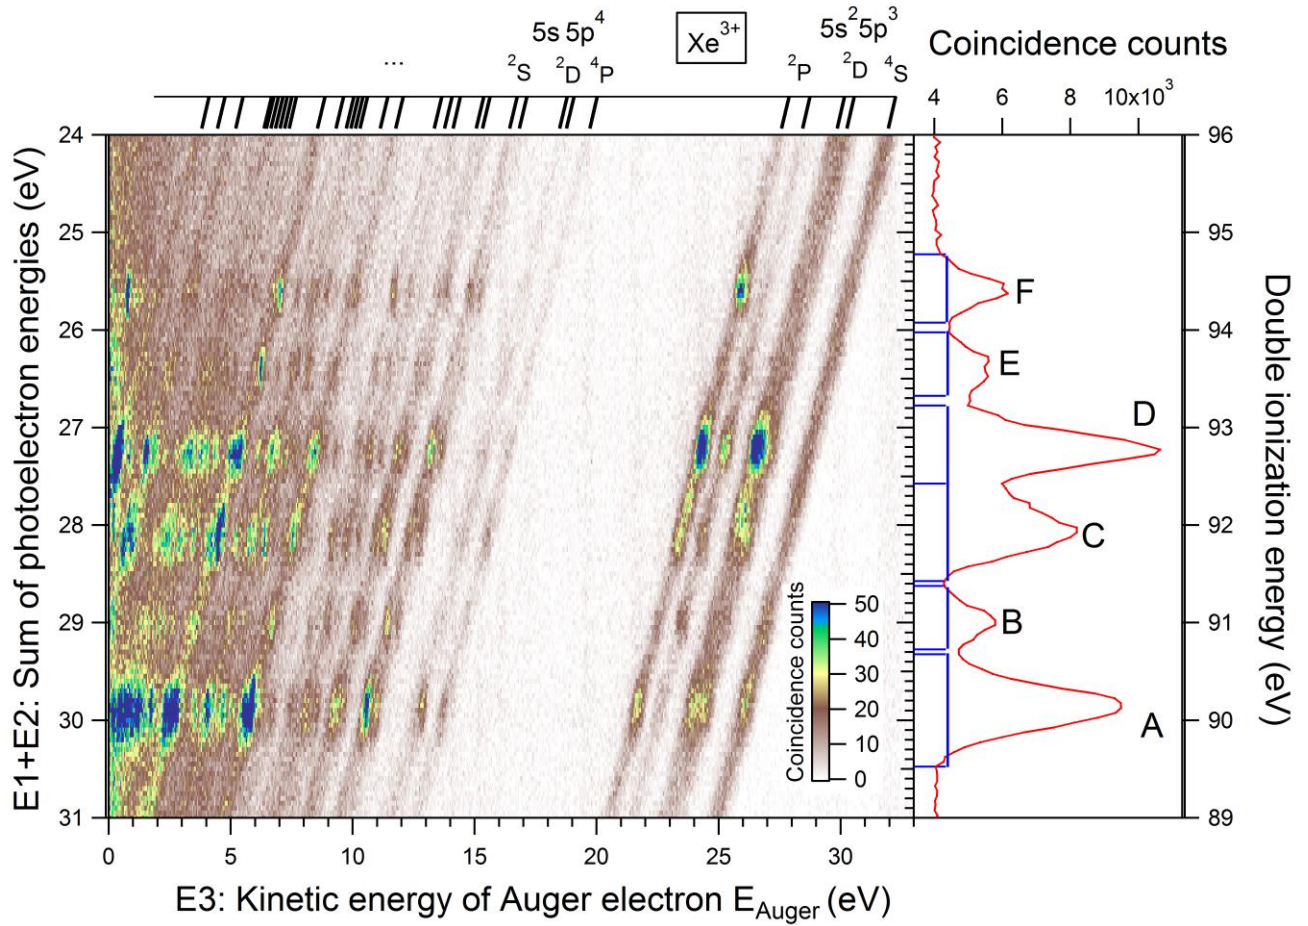 5s 5p⁴
Xe³⁺
5s²5p³
Coincidence counts
...
²S
²D
⁴P
²P
²D
⁴S
4
6
8
10x10³
24
25
26
27
28
29
30
31
E1+E2: Sum of photoelectron energies (eV)
0
5
10
15
20
25
30
E3: Kinetic energy of Auger electron E_Auger (eV)
Coincidence counts
50
40
30
20
10
0
F
E
D
C
B
A
96
95
94
93
92
91
90
89
Double ionization energy (eV)